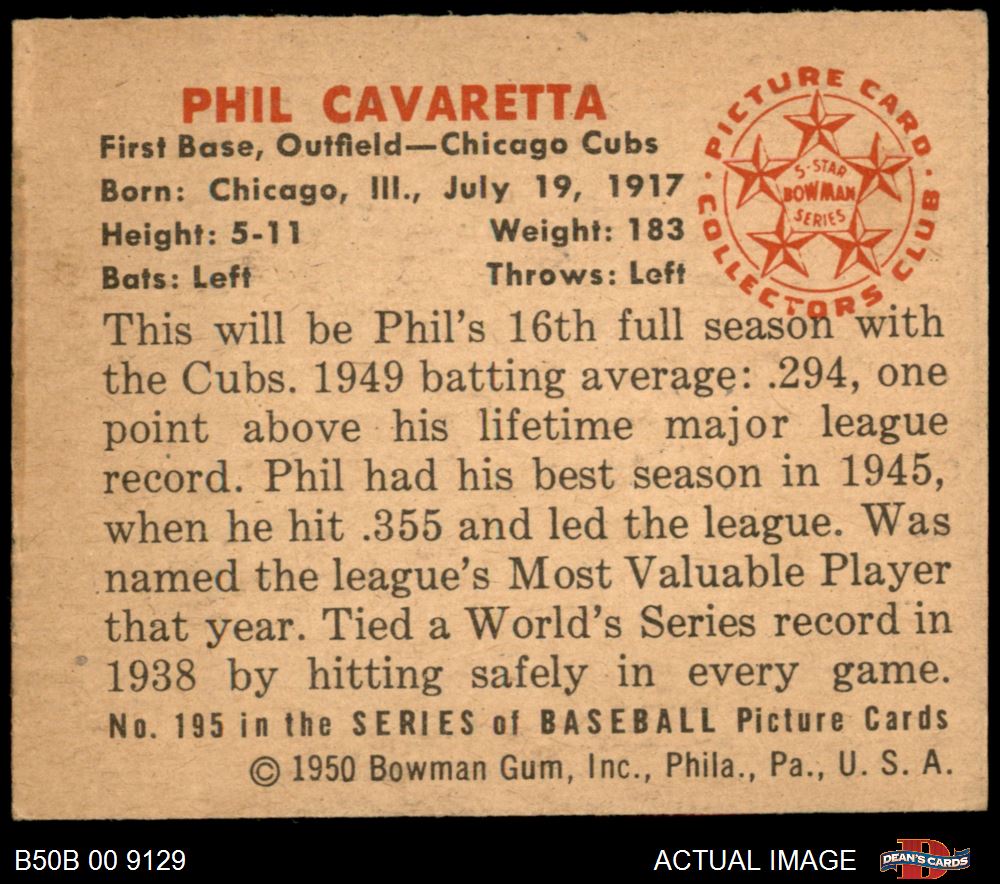 PHIL CAVARETTA
First Base, Outfield—Chicago Cubs
Born: Chicago, Ill., July 19, 1917
Height: 5-11 Weight: 183
Bats: Left Throws: Left
PICTURE CARD
COLLECTORS CLUB
5-STAR
BOWMAN
SERIES
This will be Phil's 16th full season with
the Cubs. 1949 batting average: .294, one
point above his lifetime major league
record. Phil had his best season in 1945,
when he hit .355 and led the league. Was
named the league's Most Valuable Player
that year. Tied a World's Series record in
1938 by hitting safely in every game.
No. 195 in the SERIES of BASEBALL Picture Cards
© 1950 Bowman Gum, Inc., Phila., Pa., U. S. A.
B50B 00 9129
ACTUAL IMAGE
D
DEAN'S CARDS